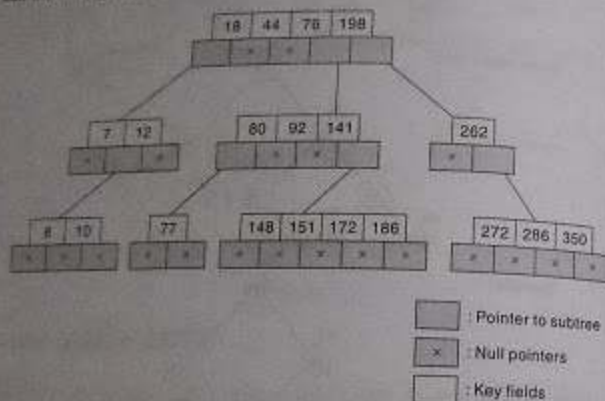 18 44 76 198
× ×
7 12
80 92 141
262
× ×
× ×
×
8 10
77
148 151 172 186
272 286 350
× × ×
× ×
× × × × ×
× × × ×
: Pointer to subtree
× : Null pointers
: Key fields